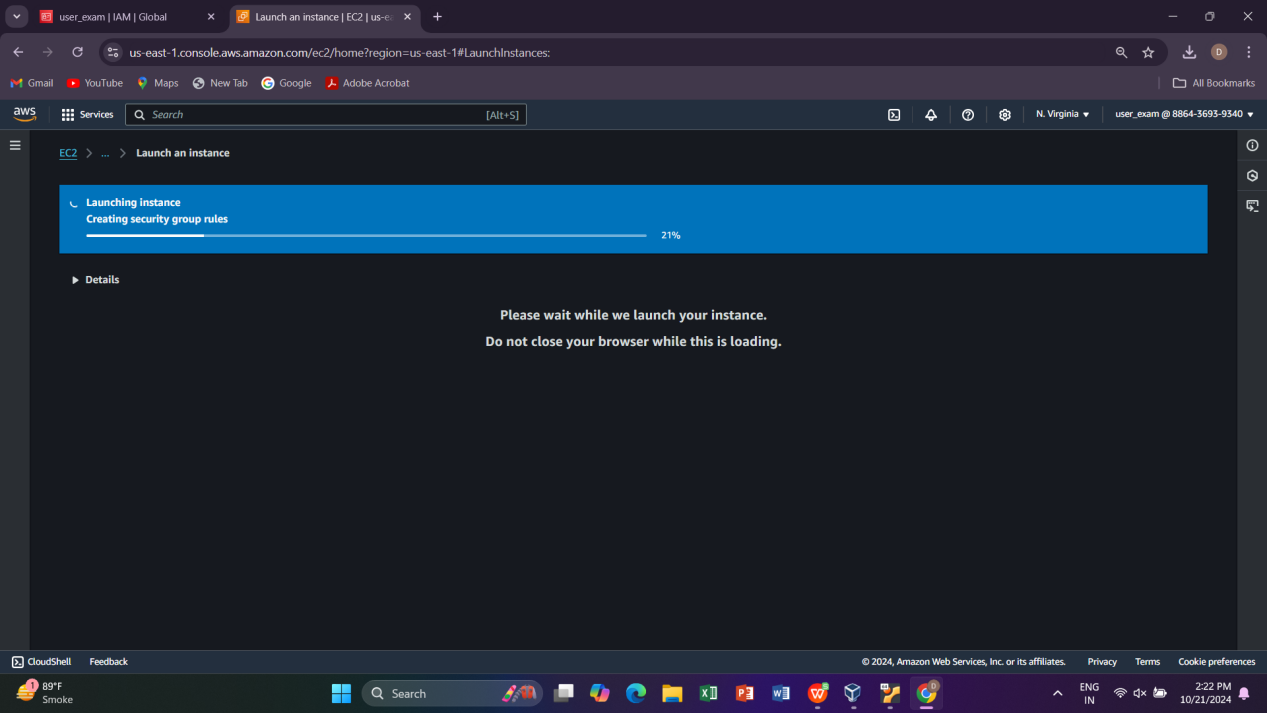 user_exam | IAM | Global
Launch an instance | EC2 | us-ea
us-east-1.console.aws.amazon.com/ec2/home?region=us-east-1#LaunchInstances:
D
Gmail
YouTube
Maps
New Tab
Google
Adobe Acrobat
All Bookmarks
aws
Services
Search
[Alt+S]
N. Virginia
user_exam @ 8864-3693-9340
EC2
...
Launch an instance
Launching instance
Creating security group rules
21%
Details
Please wait while we launch your instance.
Do not close your browser while this is loading.
CloudShell
Feedback
© 2024, Amazon Web Services, Inc. or its affiliates.
Privacy
Terms
Cookie preferences
1
89°F
Smoke
Search
ENG
IN
2:22 PM
10/21/2024